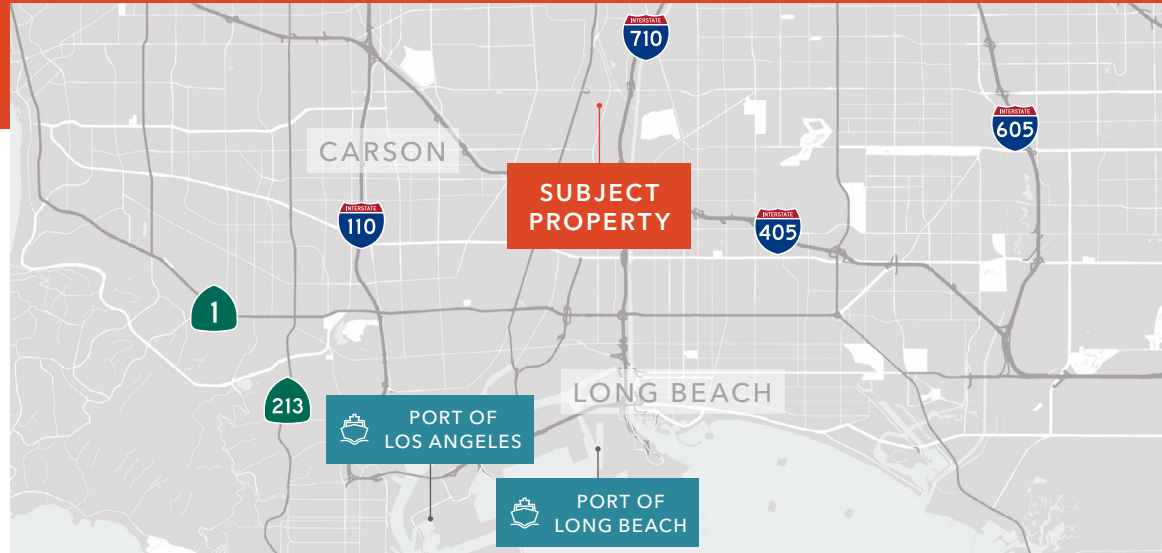 INTERSTATE
710
INTERSTATE
605
CARSON
SUBJECT
PROPERTY
INTERSTATE
110
INTERSTATE
405
1
LONG BEACH
213
PORT OF
LOS ANGELES
PORT OF
LONG BEACH